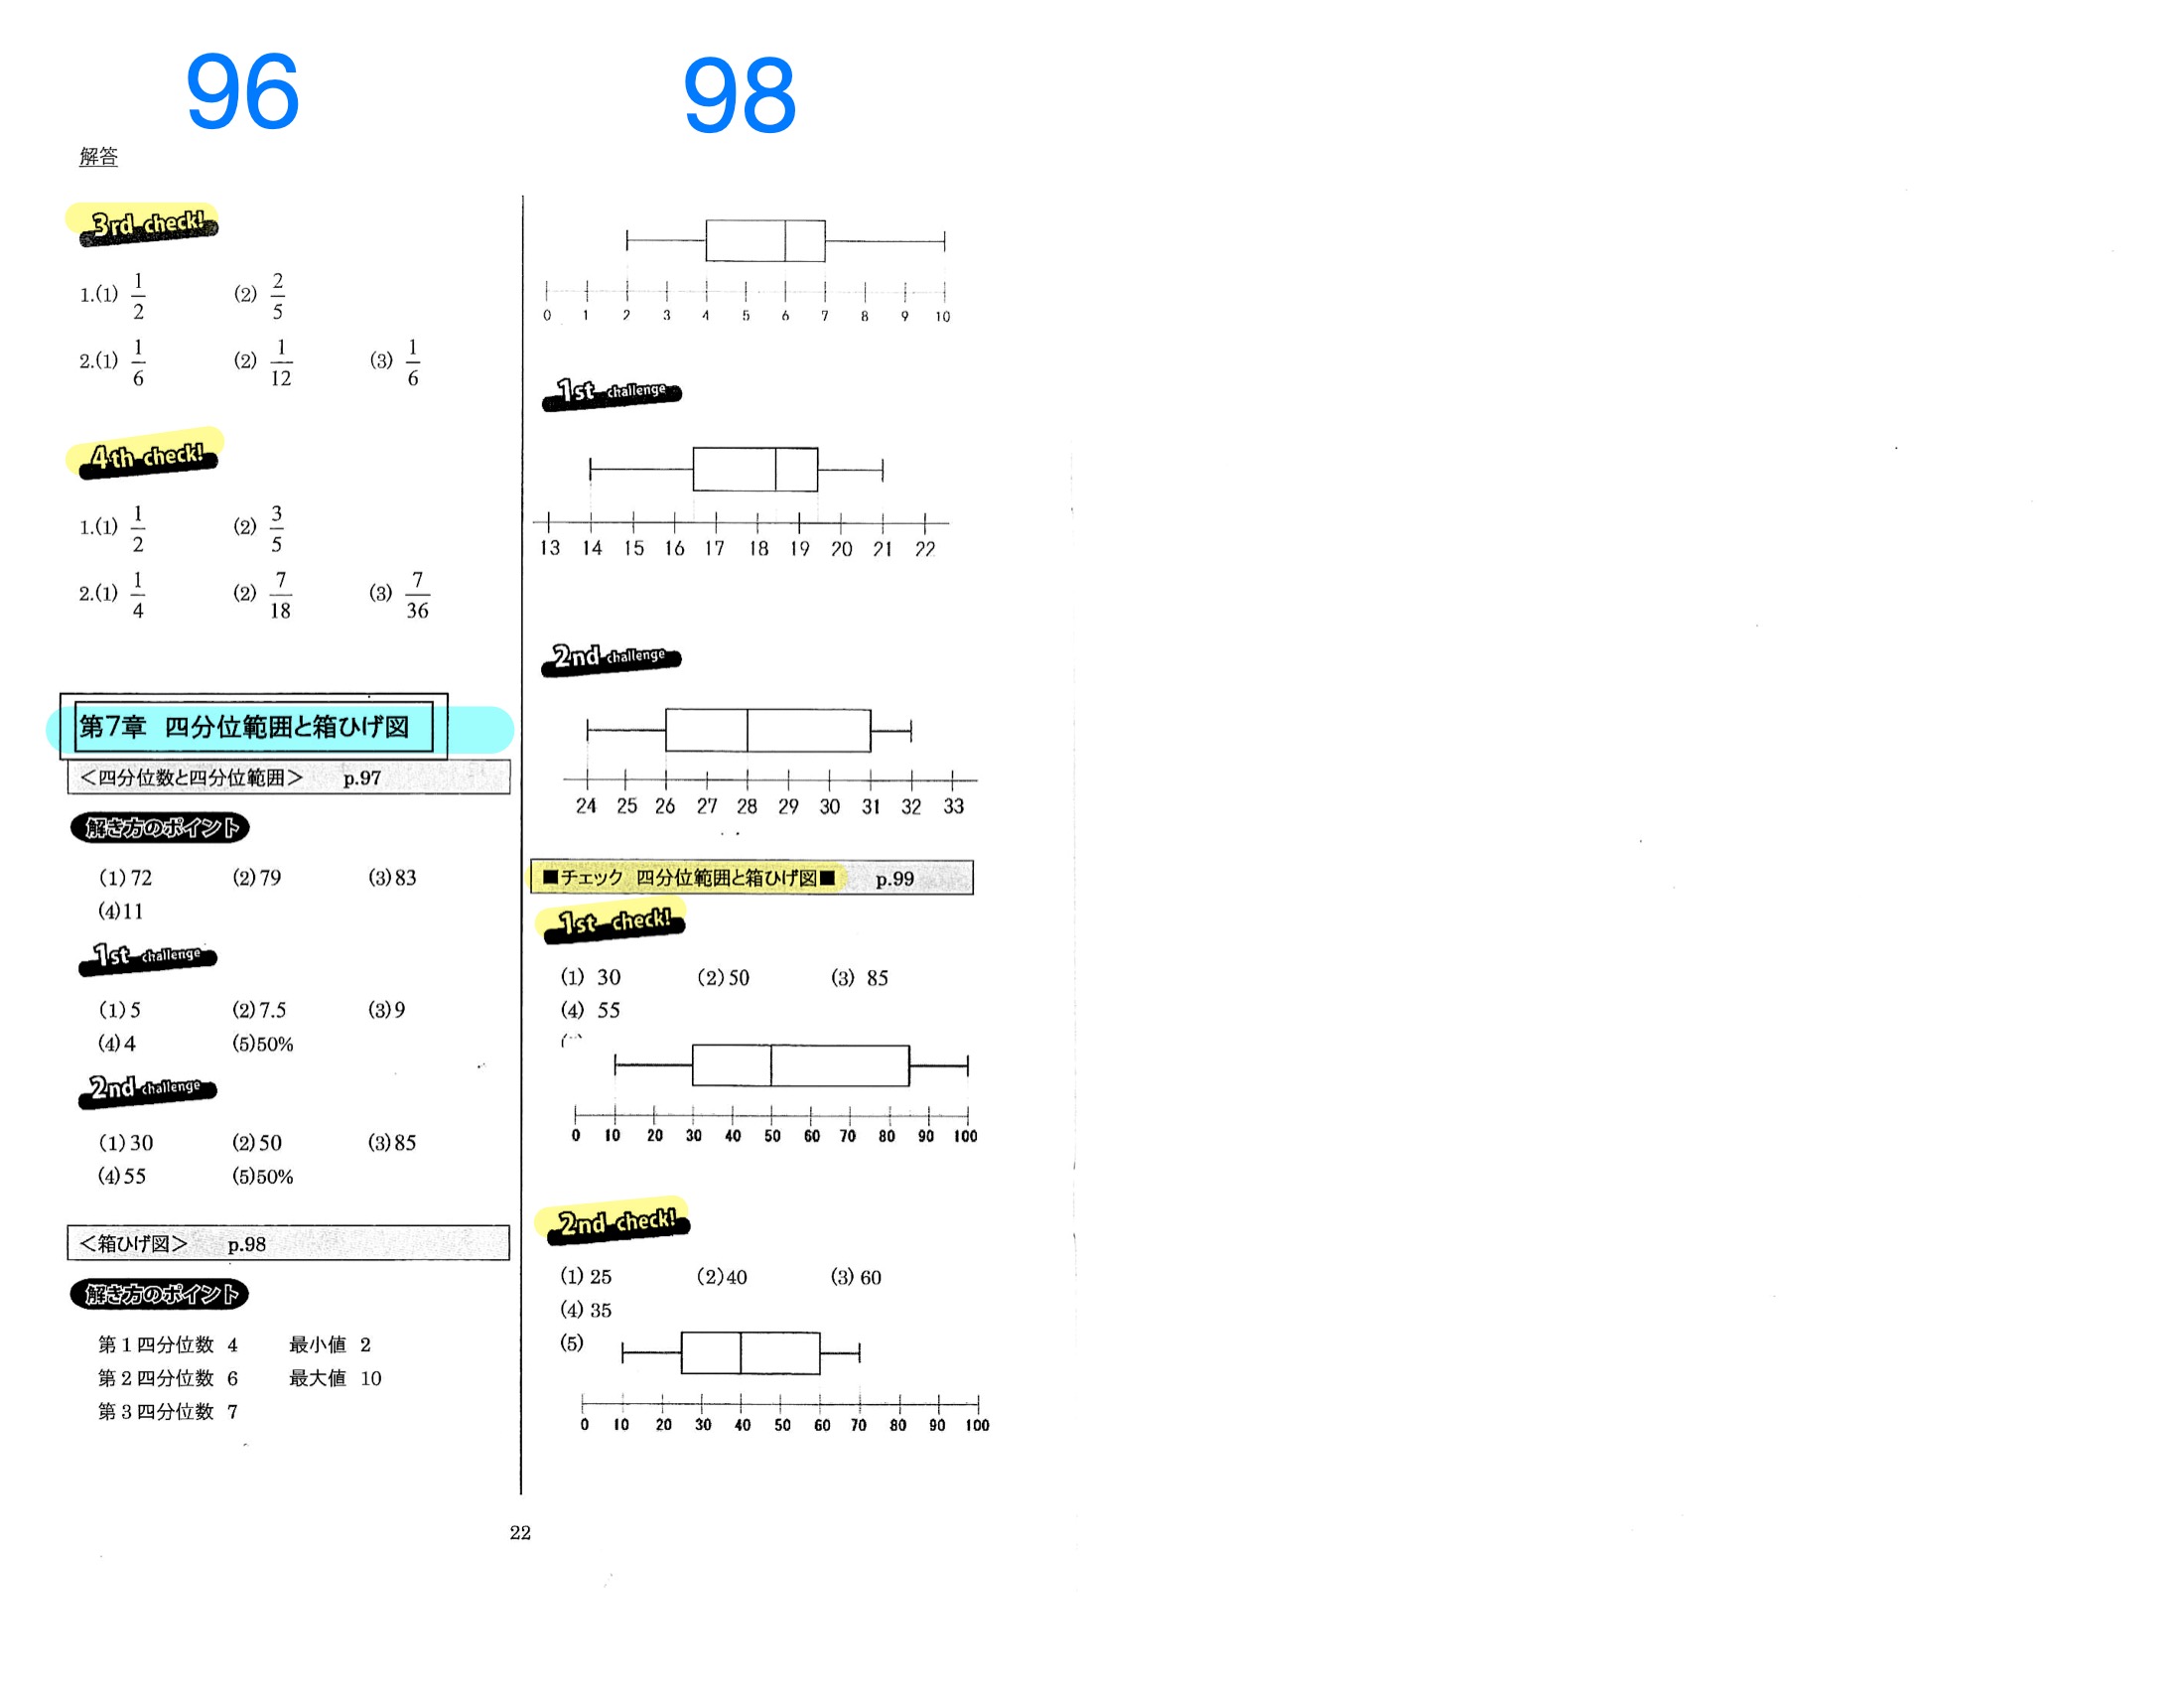 96
98
解答
3rd check!
1.(1) 1/2 (2) 2/5
2.(1) 1/6 (2) 1/12 (3) 1/6
4th check!
1.(1) 1/2 (2) 3/5
2.(1) 1/4 (2) 7/18 (3) 7/36
第7章 四分位範囲と箱ひげ図
＜四分位数と四分位範囲＞ p.97
解き方のポイント
(1)72 (2)79 (3)83
(4)11
1st challenge
(1)5 (2)7.5 (3)9
(4)4 (5)50%
2nd challenge
(1)30 (2)50 (3)85
(4)55 (5)50%
＜箱ひげ図＞ p.98
解き方のポイント
第1四分位数 4 最小値 2
第2四分位数 6 最大値 10
第3四分位数 7
0 1 2 3 4 5 6 7 8 9 10
1st challenge
13 14 15 16 17 18 19 20 21 22
2nd challenge
24 25 26 27 28 29 30 31 32 33
■チェック 四分位範囲と箱ひげ図■ p.99
1st check!
(1) 30 (2)50 (3) 85
(4) 55
0 10 20 30 40 50 60 70 80 90 100
2nd check!
(1) 25 (2)40 (3) 60
(4) 35
(5)
0 10 20 30 40 50 60 70 80 90 100
22